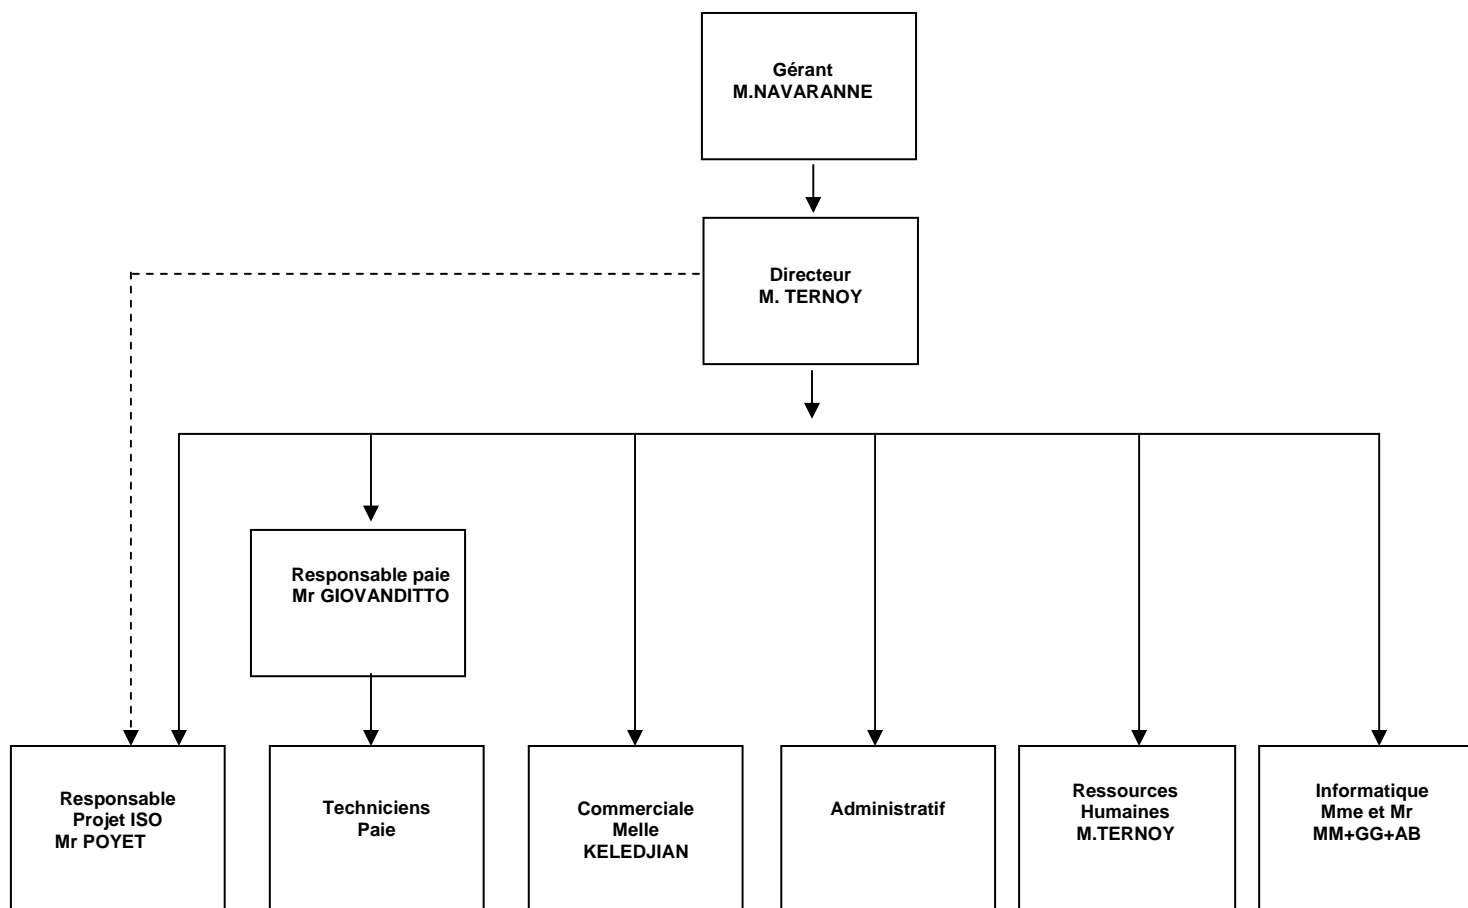 Gérant
M.NAVARANNE
Directeur
M. TERNOY
Responsable paie
Mr GIOVANDITTO
Responsable
Projet ISO
Mr POYET
Techniciens
Paie
Commerciale
Melle
KELEDJIAN
Administratif
Ressources
Humaines
M.TERNOY
Informatique
Mme et Mr
MM+GG+AB